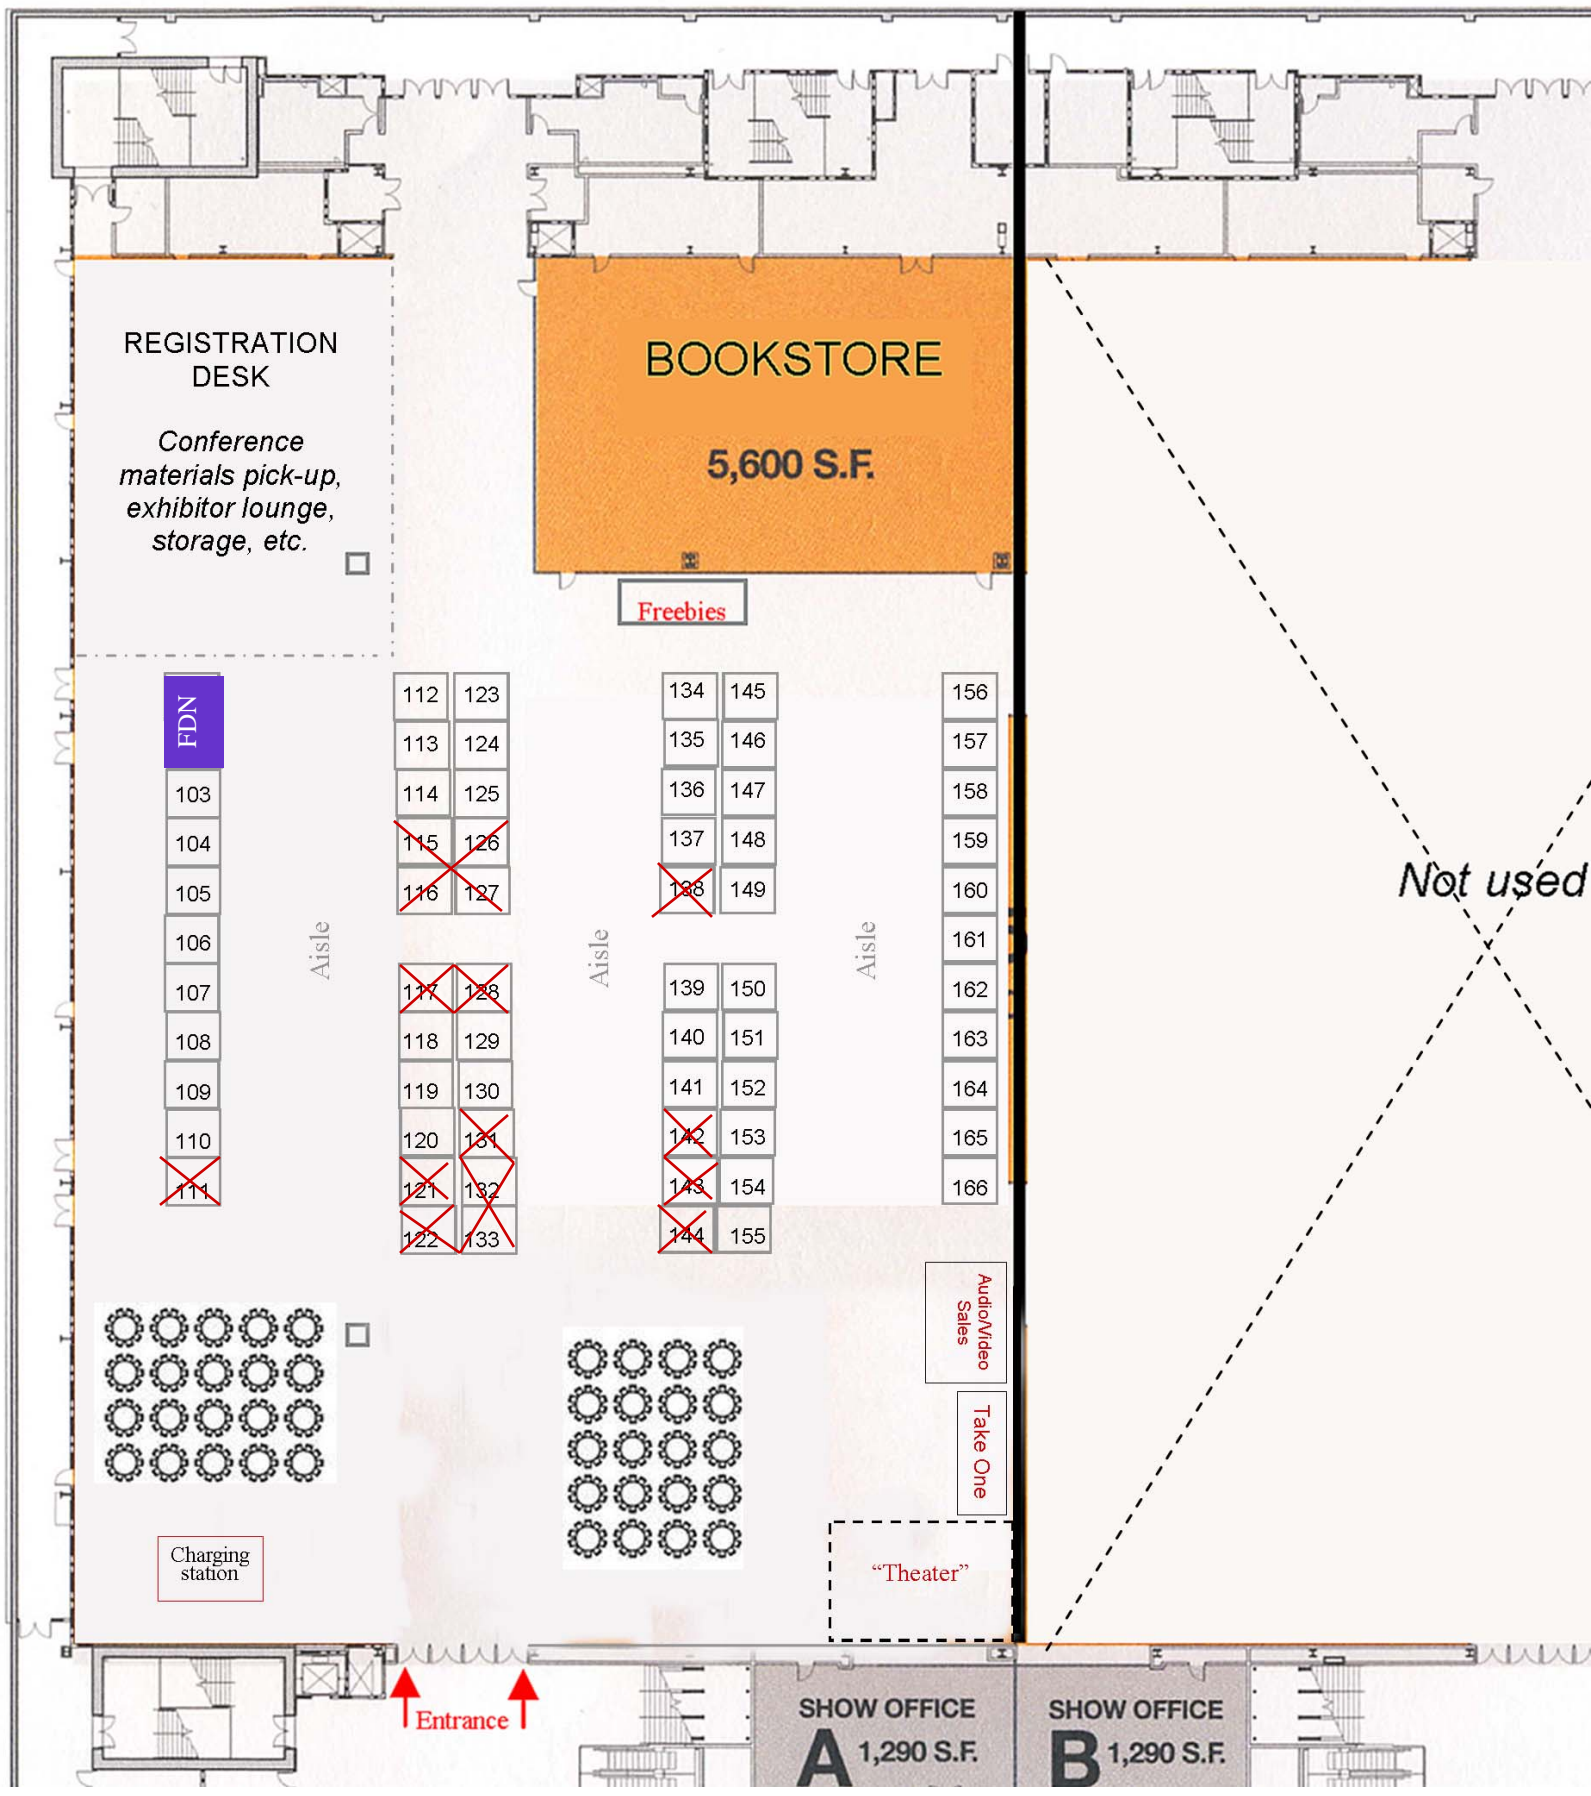 REGISTRATION
DESK
Conference
materials pick-up,
exhibitor lounge,
storage, etc.
BOOKSTORE
5,600 S.F.
Freebies
FDN
112 123
134 145
156
113 124
135 146
157
103
114 125
136 147
158
104
115 126
137 148
159
105
116 127
138 149
160
Not used
106
Aisle
Aisle
Aisle
161
107
117 128
139 150
162
108
118 129
140 151
163
109
119 130
141 152
164
110
120 131
142 153
165
111
121 132
143 154
166
122 133
144 155
Audio/Video
Sales
Take One
Charging
station
“Theater”
Entrance
SHOW OFFICE
A 1,290 S.F.
SHOW OFFICE
B 1,290 S.F.